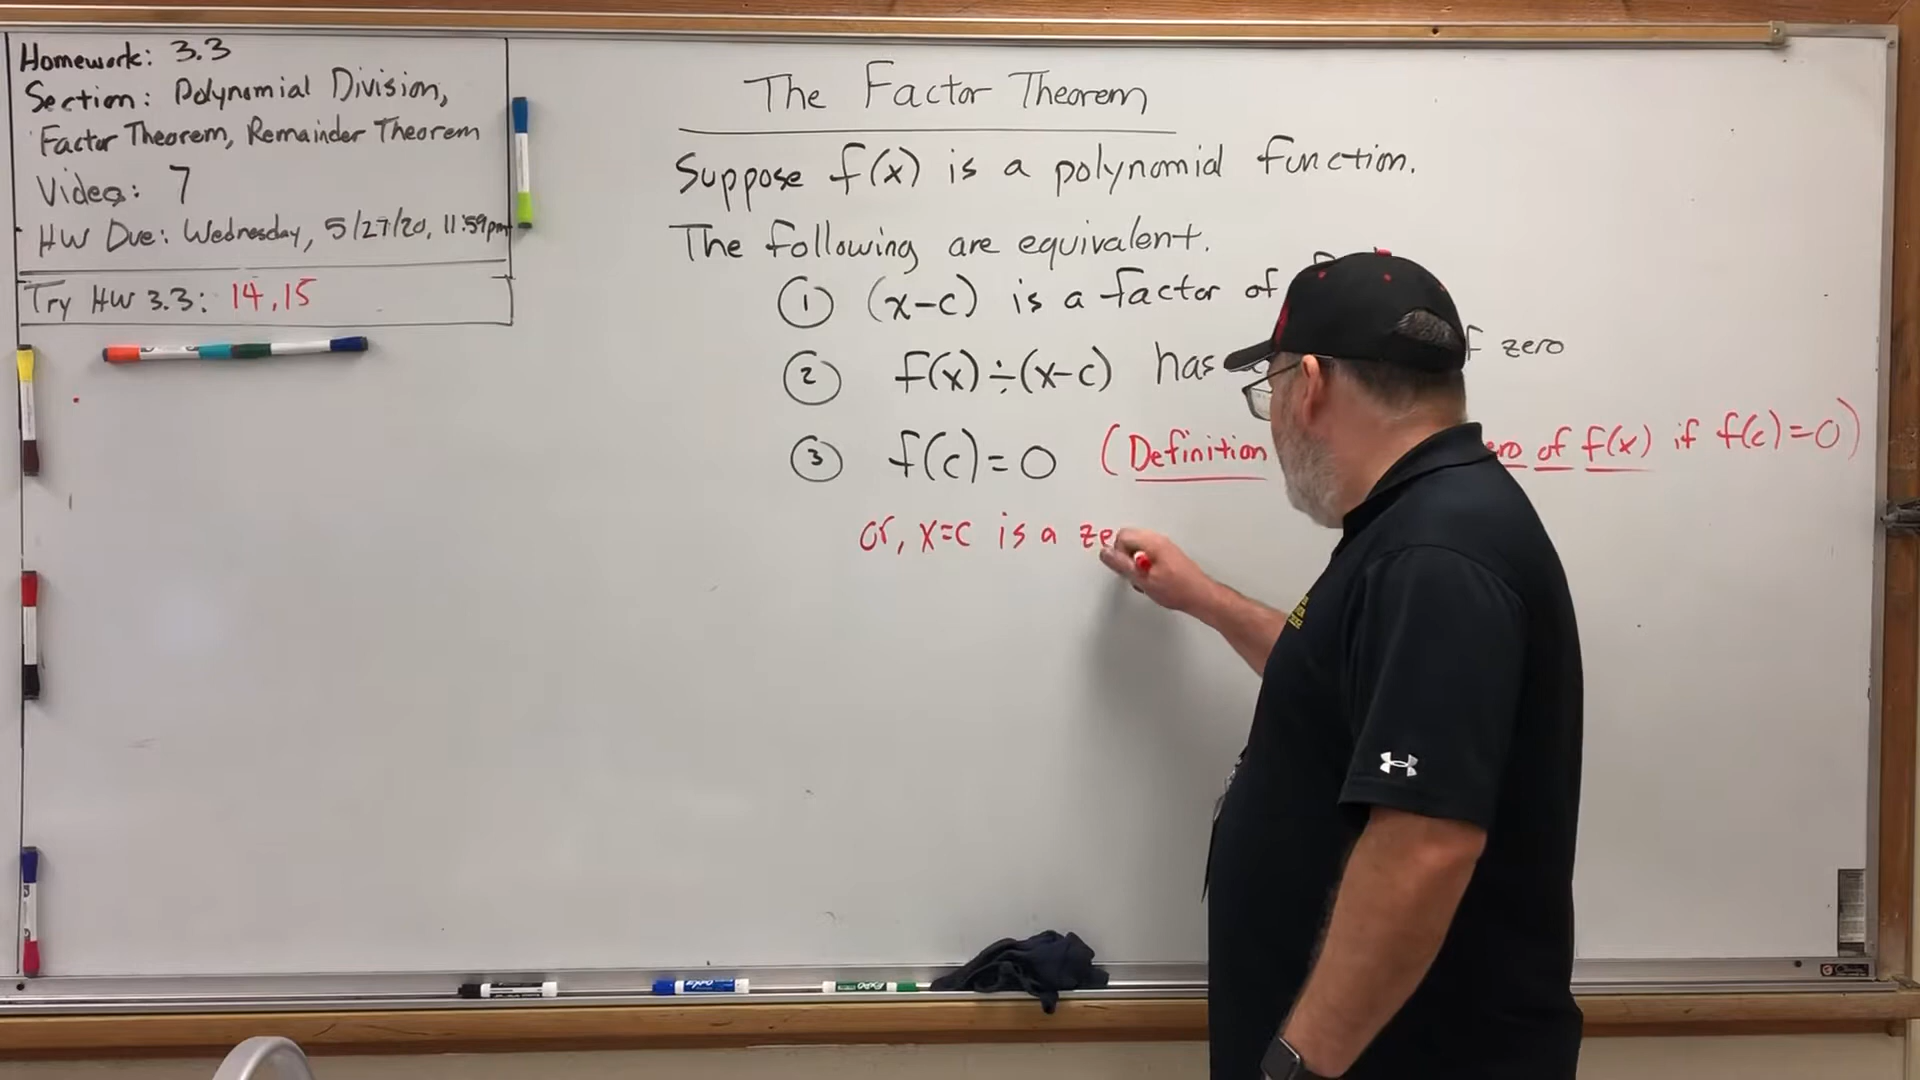 Homework: 3.3
Section: Polynomial Division,
Factor Theorem, Remainder Theorem
Video: 7
HW Due: Wednesday, 5/27/20, 11:59pm
Try HW 3.3: 14,15
The Factor Theorem
Suppose f(x) is a polynomial function.
The following are equivalent.
① (x-c) is a factor of
② f(x)÷(x-c) has zero
③ f(c)=0 (Definition of f(x) if f(c)=0)
or, x=c is a
EXPO